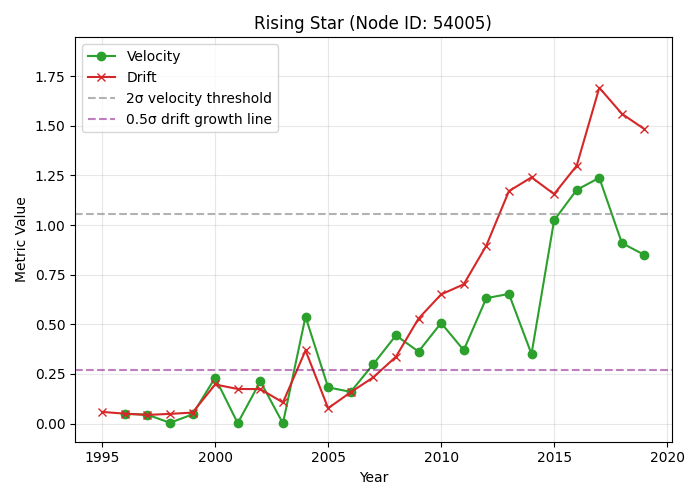 Rising Star (Node ID: 54005)
Velocity
Drift
2σ velocity threshold
0.5σ drift growth line
Metric Value
1.75
1.50
1.25
1.00
0.75
0.50
0.25
0.00
1995 2000 2005 2010 2015 2020
Year